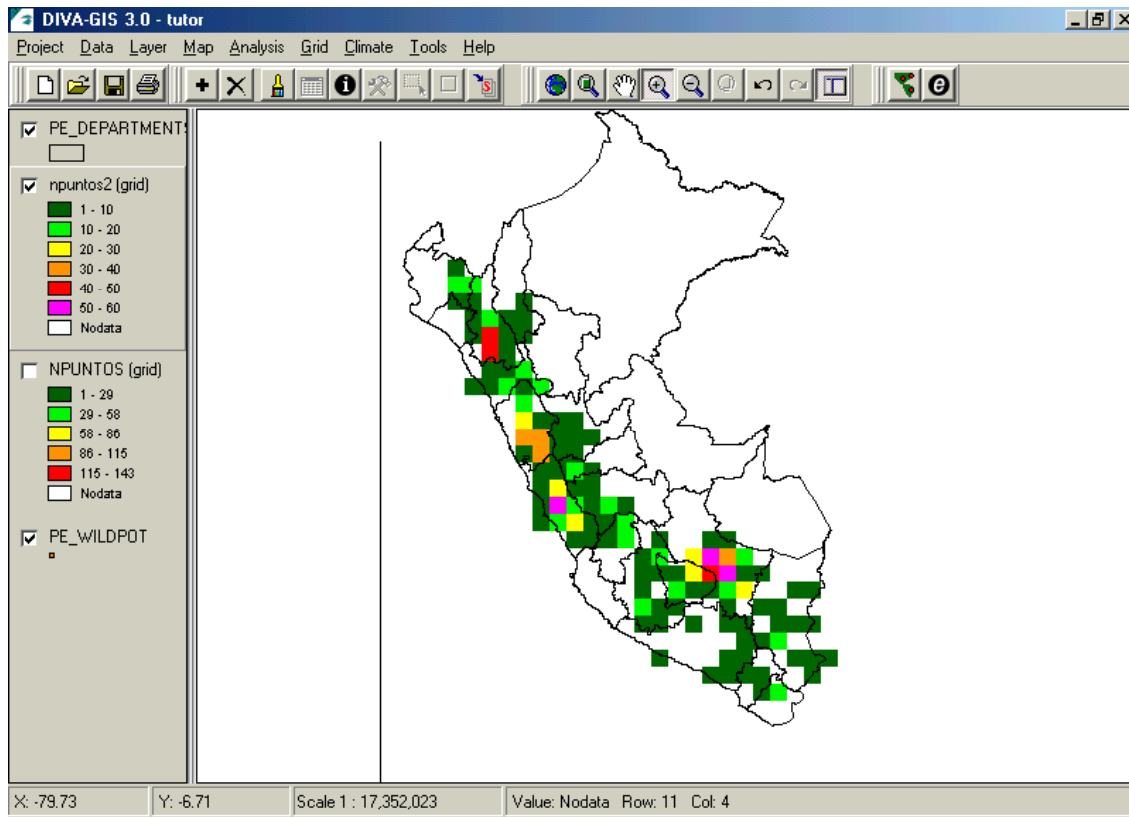 DIVA-GIS 3.0 - tutor
Project Data Layer Map Analysis Grid Climate Tools Help
PE_DEPARTMENTS
npuntos2 (grid)
1 - 10
10 - 20
20 - 30
30 - 40
40 - 50
50 - 60
Nodata
NPUNTOS (grid)
1 - 29
29 - 58
58 - 86
86 - 115
115 - 143
Nodata
PE_WILDPOT
X: -79.73 Y: -6.71 Scale 1 : 17,352,023 Value: Nodata Row: 11 Col: 4